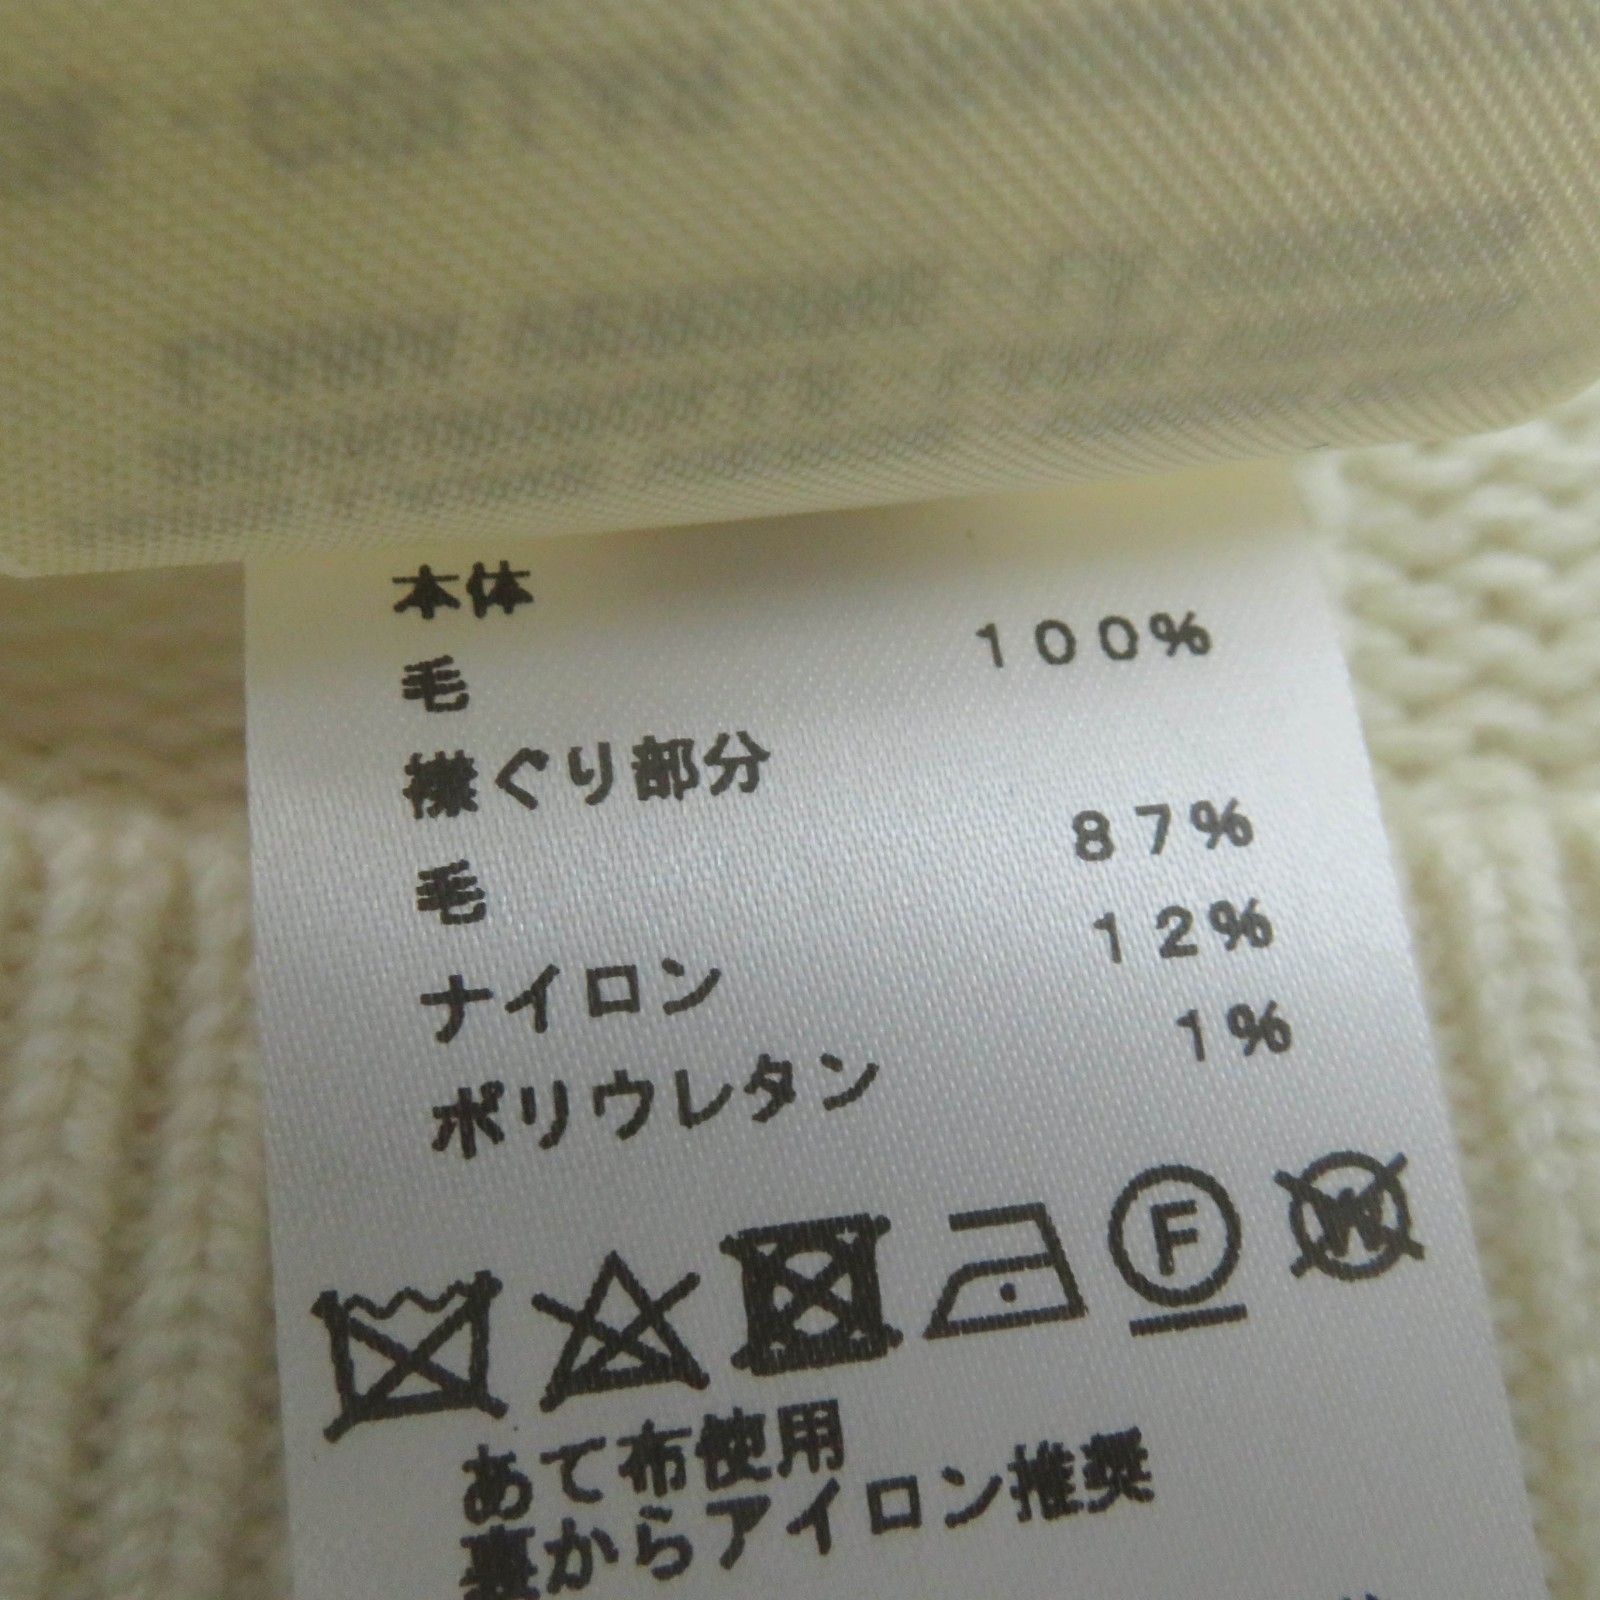 本体
毛 100%
襟ぐり部分
毛 87%
ナイロン 12%
ポリウレタン 1%
F W
あて布使用
裏からアイロン推奨